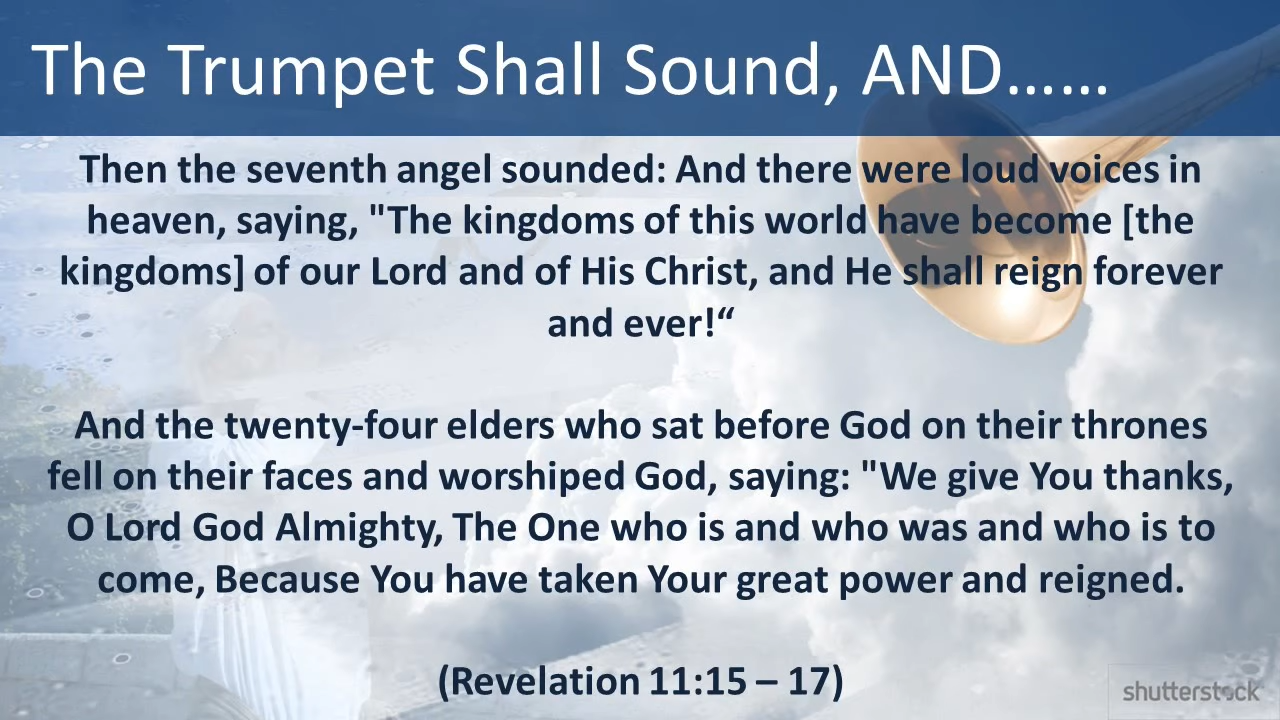 The Trumpet Shall Sound, AND……
Then the seventh angel sounded: And there were loud voices in
heaven, saying, "The kingdoms of this world have become [the
kingdoms] of our Lord and of His Christ, and He shall reign forever
and ever!“
And the twenty-four elders who sat before God on their thrones
fell on their faces and worshiped God, saying: "We give You thanks,
O Lord God Almighty, The One who is and who was and who is to
come, Because You have taken Your great power and reigned.
(Revelation 11:15 – 17)
shutterstock